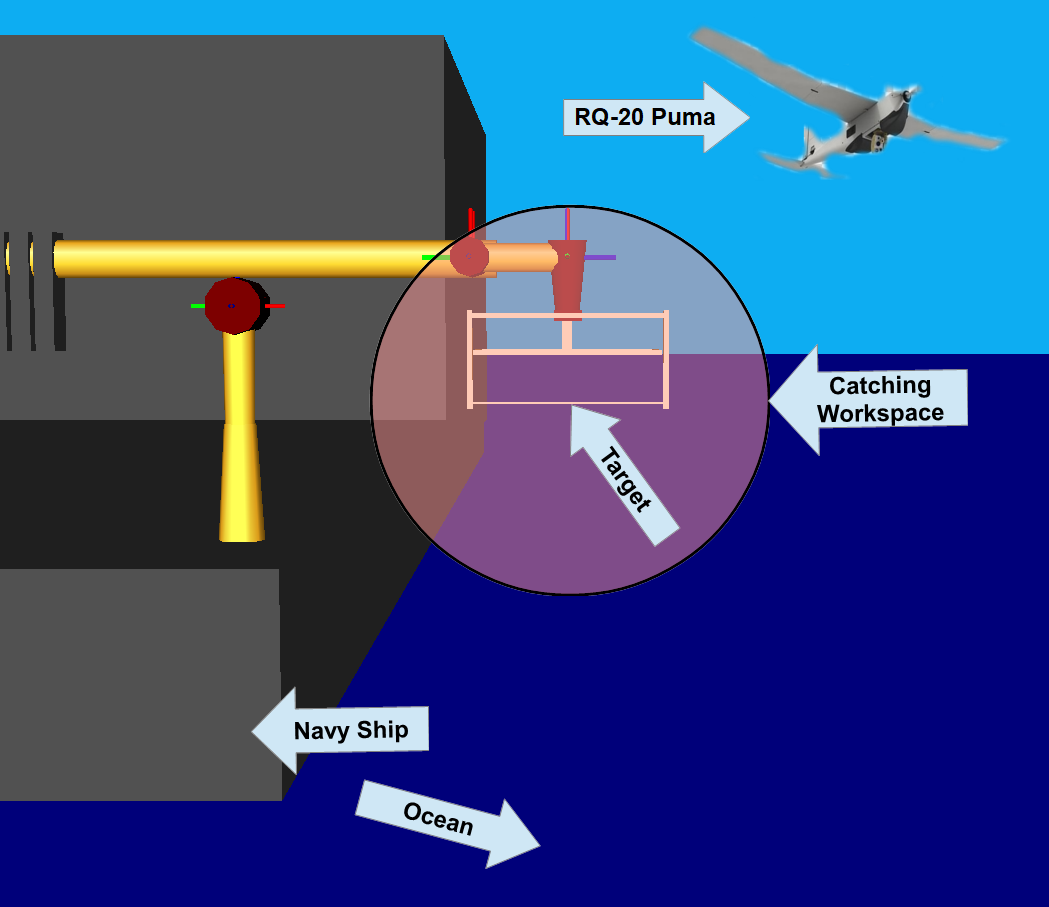 RQ-20 Puma
Catching
Workspace
Target
Navy Ship
Ocean